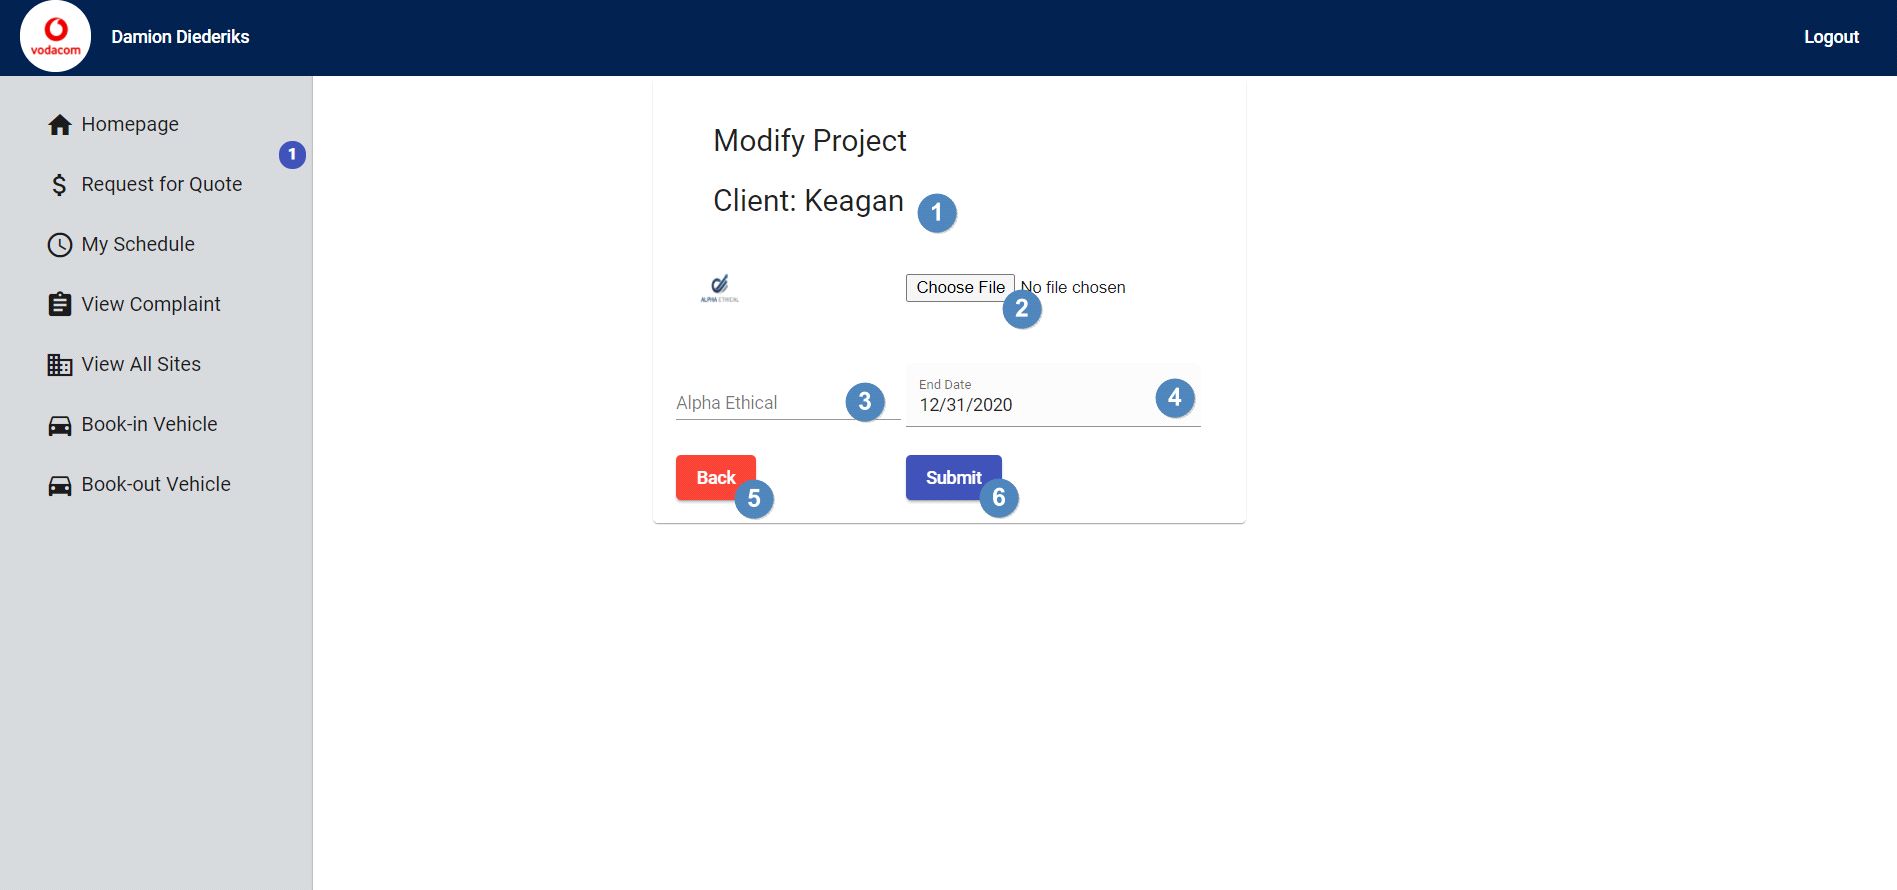 vodacom
Damion Diederiks
Logout
Homepage
1
Request for Quote
My Schedule
View Complaint
View All Sites
Book-in Vehicle
Book-out Vehicle
Modify Project
Client: Keagan
1
ALPHA ETHICAL
Choose File No file chosen
2
Alpha Ethical
3
End Date
12/31/2020
4
Back
5
Submit
6